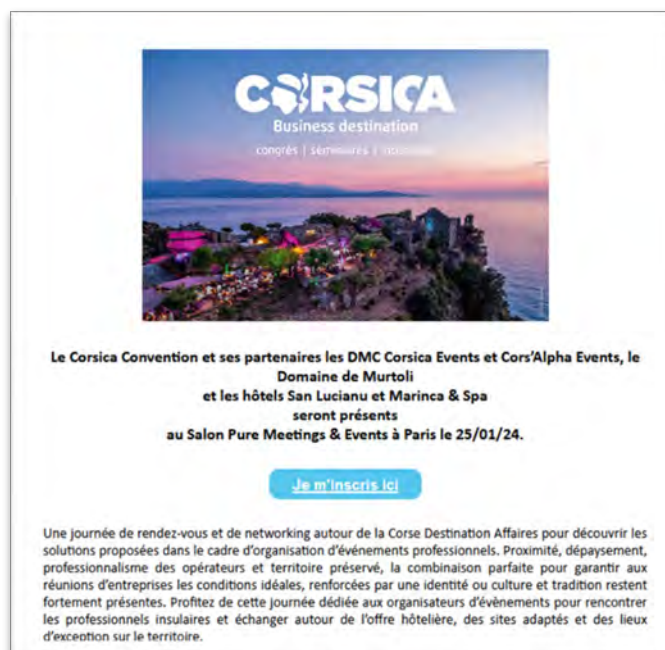 CORSICA
Business destination
congrès | séminaires |
Le Corsica Convention et ses partenaires les DMC Corsica Events et Cors'Alpha Events, le
Domaine de Murtoli
et les hôtels San Lucianu et Marinca & Spa
seront présents
au Salon Pure Meetings & Events à Paris le 25/01/24.
Je m'inscris ici
Une journée de rendez-vous et de networking autour de la Corse Destination Affaires pour découvrir les
solutions proposées dans le cadre d'organisation d'événements professionnels. Proximité, dépaysement,
professionnalisme des opérateurs et territoire préservé, la combinaison parfaite pour garantir aux
réunions d'entreprises les conditions idéales, renforcées par une identité ou culture et tradition restent
fortement présentes. Profitez de cette journée dédiée aux organisateurs d'évènements pour rencontrer
les professionnels insulaires et échanger autour de l'offre hôtelière, des sites adaptés et des lieux
d'exception sur le territoire.